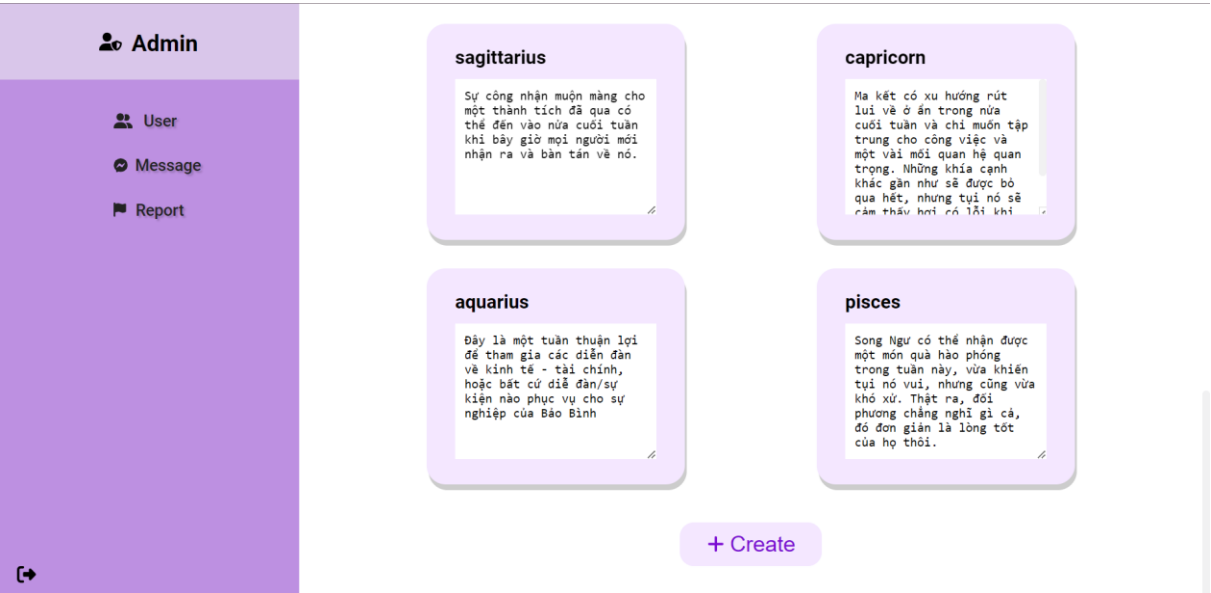 Admin
User
Message
Report
sagittarius
Sự công nhận muộn màng cho
một thành tích đã qua có
thể đến vào nửa cuối tuần
khi bây giờ mọi người mới
nhận ra và bàn tán về nó.
capricorn
Ma kết có xu hướng rút
lui về ở ẩn trong nửa
cuối tuần và chỉ muốn tập
trung cho công việc và
một vài mối quan hệ quan
trọng. Những khía cạnh
khác gần như sẽ được bỏ
qua hết, nhưng tụi nó sẽ
cảm thấy hơi có lỗi khi
aquarius
Đây là một tuần thuận lợi
để tham gia các diễn đàn
về kinh tế - tài chính,
hoặc bất cứ diễ đàn/sự
kiện nào phục vụ cho sự
nghiệp của Bảo Bình
pisces
Song Ngư có thể nhận được
một món quà hào phóng
trong tuần này, vừa khiến
tụi nó vui, nhưng cũng vừa
khó xử. Thật ra, đối
phương chẳng nghĩ gì cả,
đó đơn giản là lòng tốt
của họ thôi.
+ Create